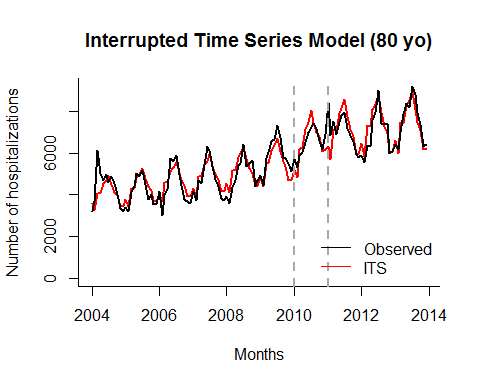 Interrupted Time Series Model (80 yo)
Number of hospitalizations
6000
2000
0
Observed
ITS
2004 2006 2008 2010 2012 2014
Months